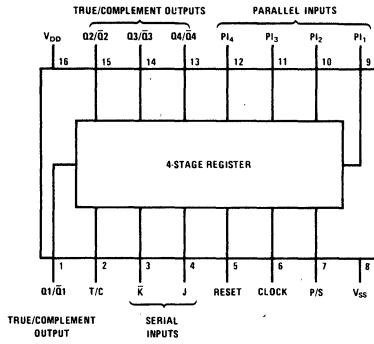 TRUE/COMPLEMENT OUTPUTS PARALLEL INPUTS
VDD Q2/Q̅2 Q3/Q̅3 Q4/Q̅4 PI4 PI3 PI2 PI1
16 15 14 13 12 11 10 9
4-STAGE REGISTER
1 2 3 4 5 6 7 8
Q1/Q̅1 T/C K̅ J RESET CLOCK P/S VSS
TRUE/COMPLEMENT SERIAL
OUTPUT INPUTS